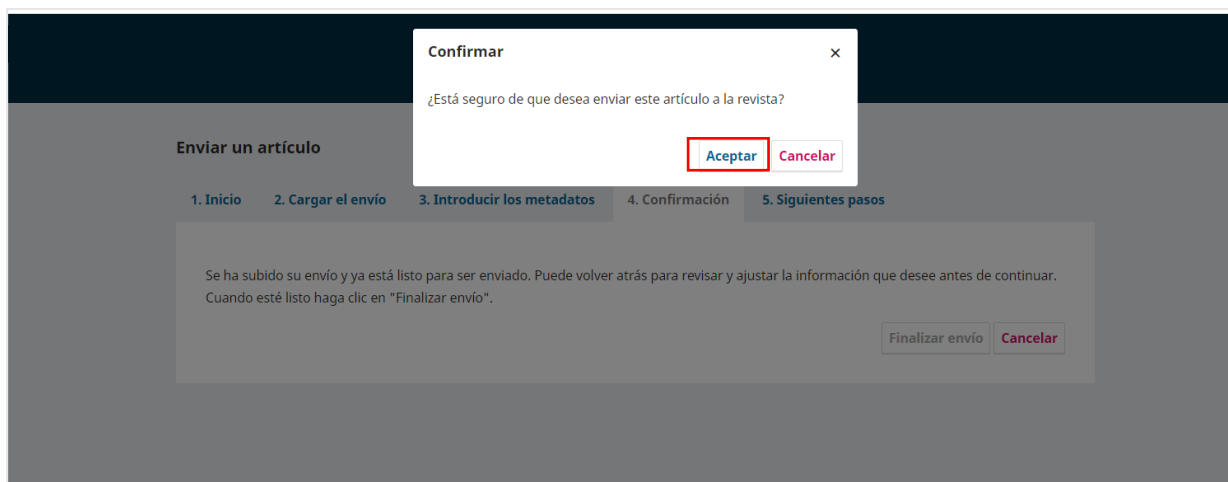 Confirmar
×
¿Está seguro de que desea enviar este artículo a la revista?
Aceptar Cancelar
Enviar un artículo
1. Inicio 2. Cargar el envío 3. Introducir los metadatos 4. Confirmación 5. Siguientes pasos
Se ha subido su envío y ya está listo para ser enviado. Puede volver atrás para revisar y ajustar la información que desee antes de continuar.
Cuando esté listo haga clic en "Finalizar envío".
Finalizar envío Cancelar